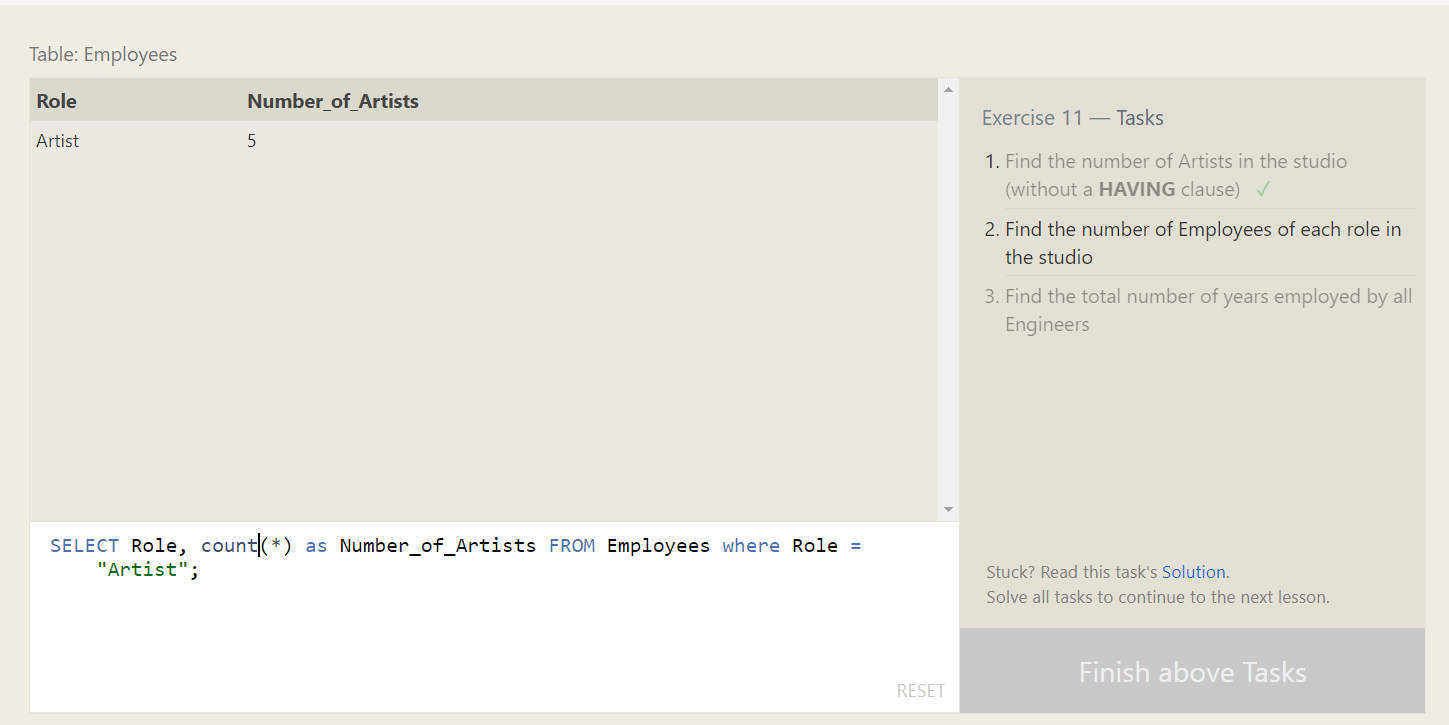 Table: Employees
Role Number_of_Artists
Artist 5
Exercise 11 — Tasks
1. Find the number of Artists in the studio
(without a HAVING clause) ✓
2. Find the number of Employees of each role in
the studio
3. Find the total number of years employed by all
Engineers
SELECT Role, count(*) as Number_of_Artists FROM Employees where Role =
"Artist";
RESET
Stuck? Read this task's Solution.
Solve all tasks to continue to the next lesson.
Finish above Tasks